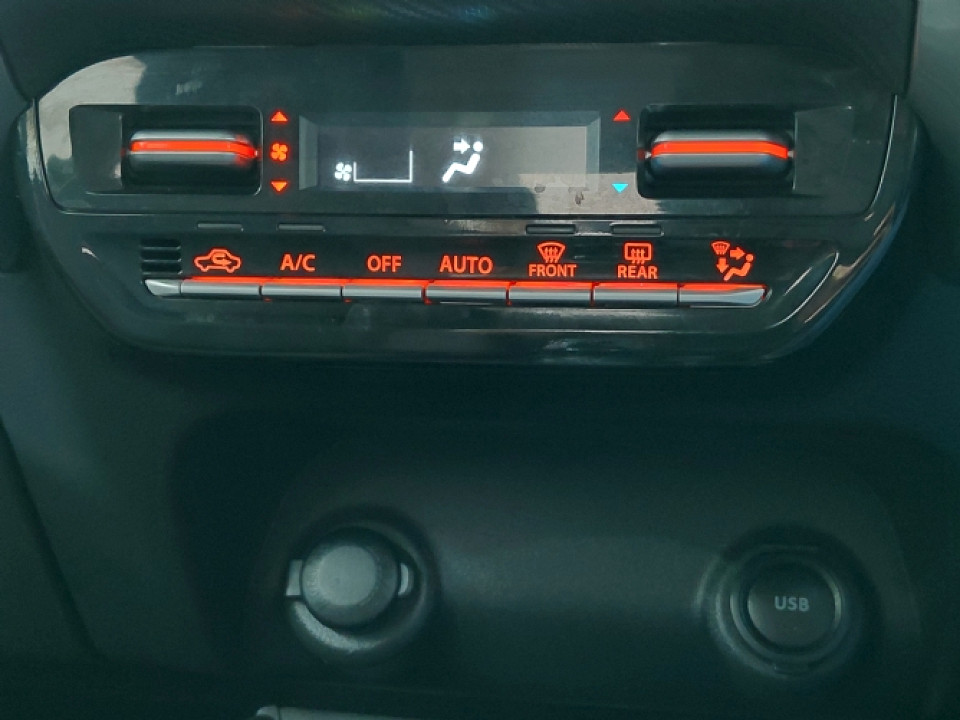 A/C OFF AUTO FRONT REAR
USB